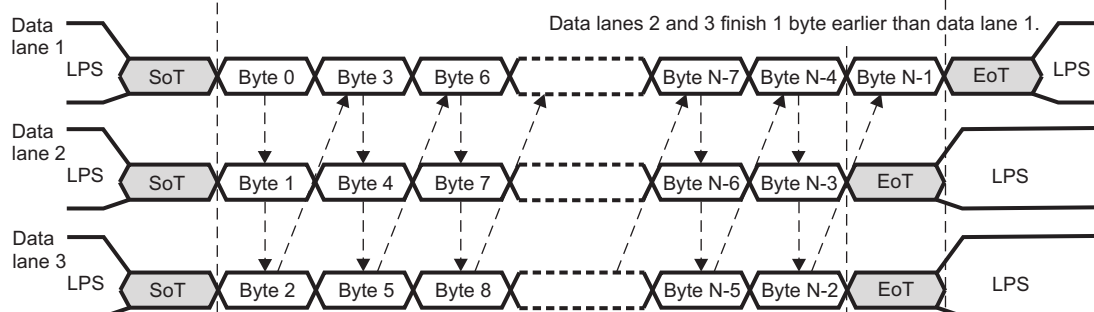 Data lanes 2 and 3 finish 1 byte earlier than data lane 1.
Data
lane 1
LPS
SoT Byte 0 Byte 3 Byte 6 Byte N-7 Byte N-4 Byte N-1 EoT LPS
Data
lane 2
LPS
SoT Byte 1 Byte 4 Byte 7 Byte N-6 Byte N-3 EoT LPS
Data
lane 3
LPS
SoT Byte 2 Byte 5 Byte 8 Byte N-5 Byte N-2 EoT LPS